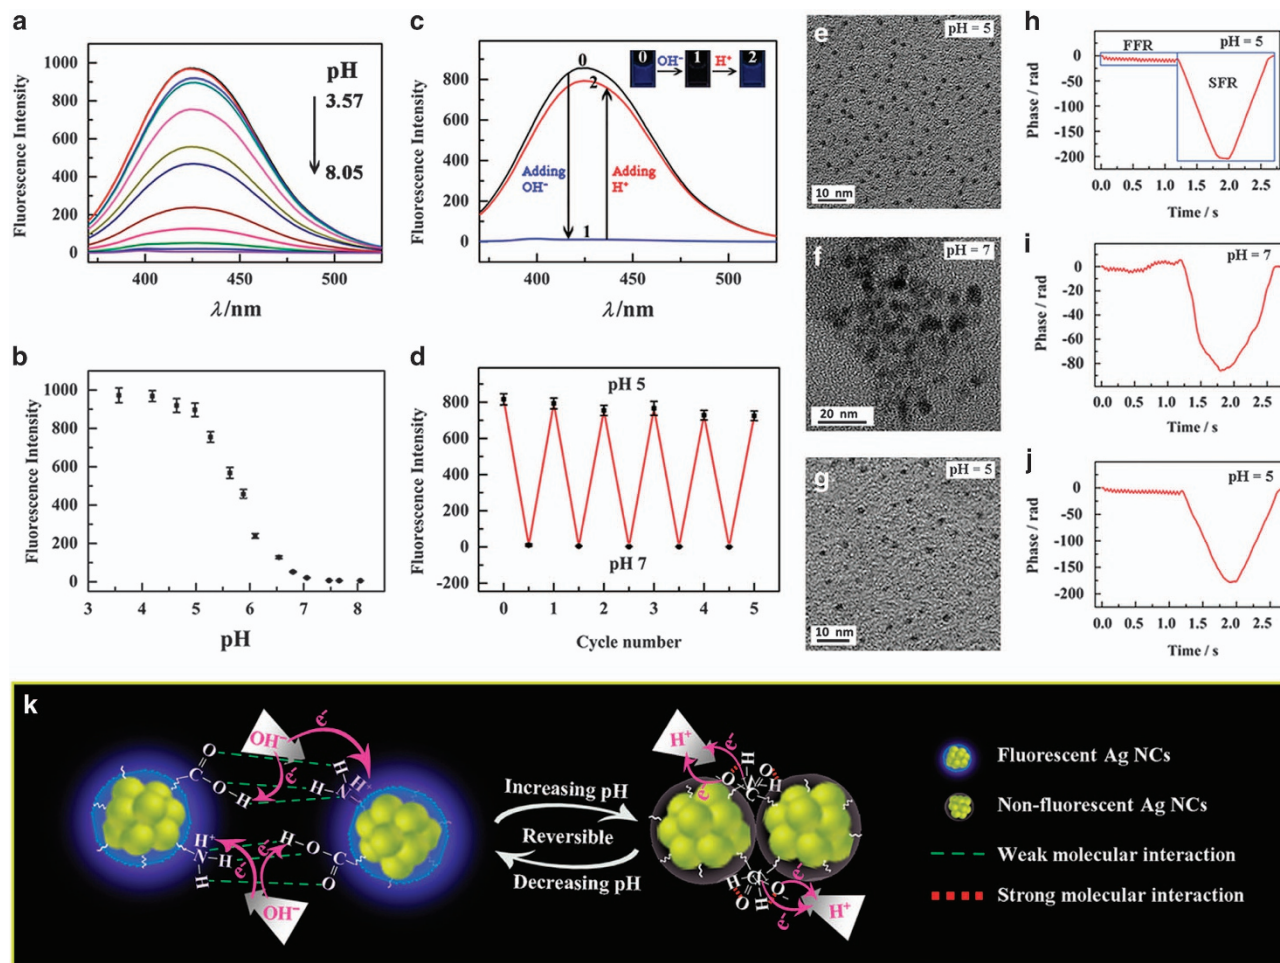 a
Fluorescence Intensity
1000
900
800
700
600
500
400
300
200
100
0
pH
3.57
8.05
400
450
500
λ/nm
b
Fluorescence Intensity
1000
800
600
400
200
0
3
4
5
6
7
8
pH
c
Fluorescence Intensity
800
600
400
200
0
0
2
1
Adding
OH⁻
Adding
H⁺
0
OH⁻
1
H⁺
2
400
450
500
λ/nm
d
Fluorescence Intensity
800
600
400
200
0
-200
pH 5
pH 7
0
1
2
3
4
5
Cycle number
e
pH = 5
10 nm
f
pH = 7
20 nm
g
pH = 5
10 nm
h
Phase / rad
0
-50
-100
-150
-200
FFR
pH = 5
SFR
0.0 0.5 1.0 1.5 2.0 2.5
Time / s
i
Phase / rad
0
-20
-40
-60
-80
pH = 7
0.0 0.5 1.0 1.5 2.0 2.5
Time / s
j
Phase / rad
0
-50
-100
-150
-200
pH = 5
0.0 0.5 1.0 1.5 2.0 2.5
Time / s
k
OH⁻
e⁻
O
C
O
H
e⁻
H
H
N
H⁺
H⁺
N
H
H
e⁻
H
O
C
O
OH⁻
Increasing pH
Reversible
Decreasing pH
H⁺
e⁻
e⁻
H
O
O
N
C
H
H
O
H
O
e⁻
H⁺
Fluorescent Ag NCs
Non-fluorescent Ag NCs
Weak molecular interaction
Strong molecular interaction